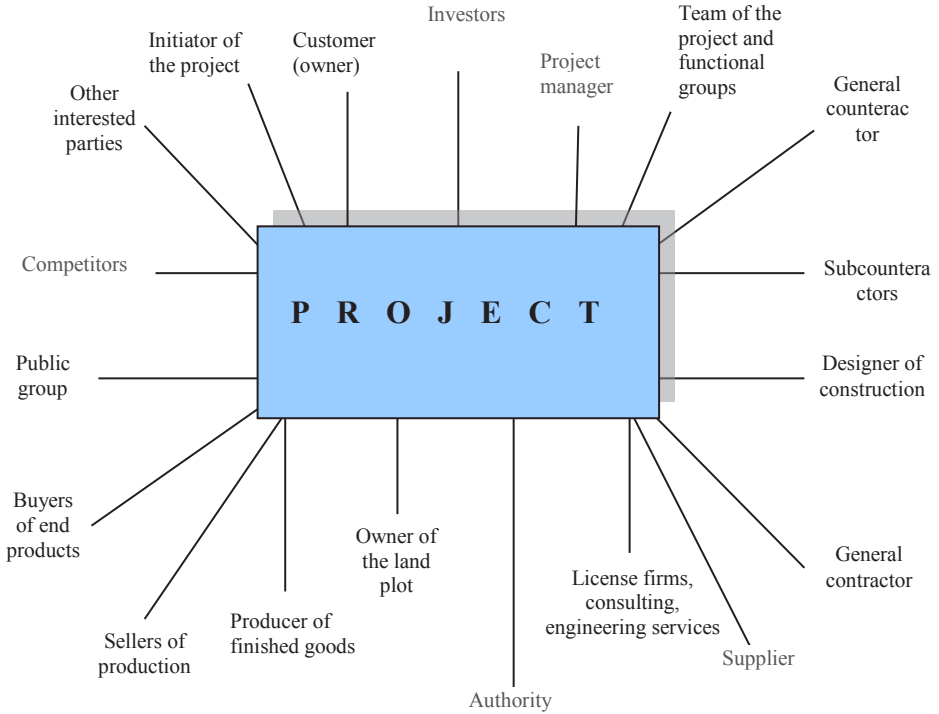 Investors
Team of the
project and
functional
groups
Initiator of
the project
Customer
(owner)
Project
manager
General
counterac
tor
Other
interested
parties
Competitors
Subcountera
ctors
P R O J E C T
Public
group
Designer of
construction
Buyers
of end
products
Owner of
the land
plot
General
contractor
License firms,
consulting,
engineering services
Producer of
finished goods
Sellers of
production
Supplier
Authority